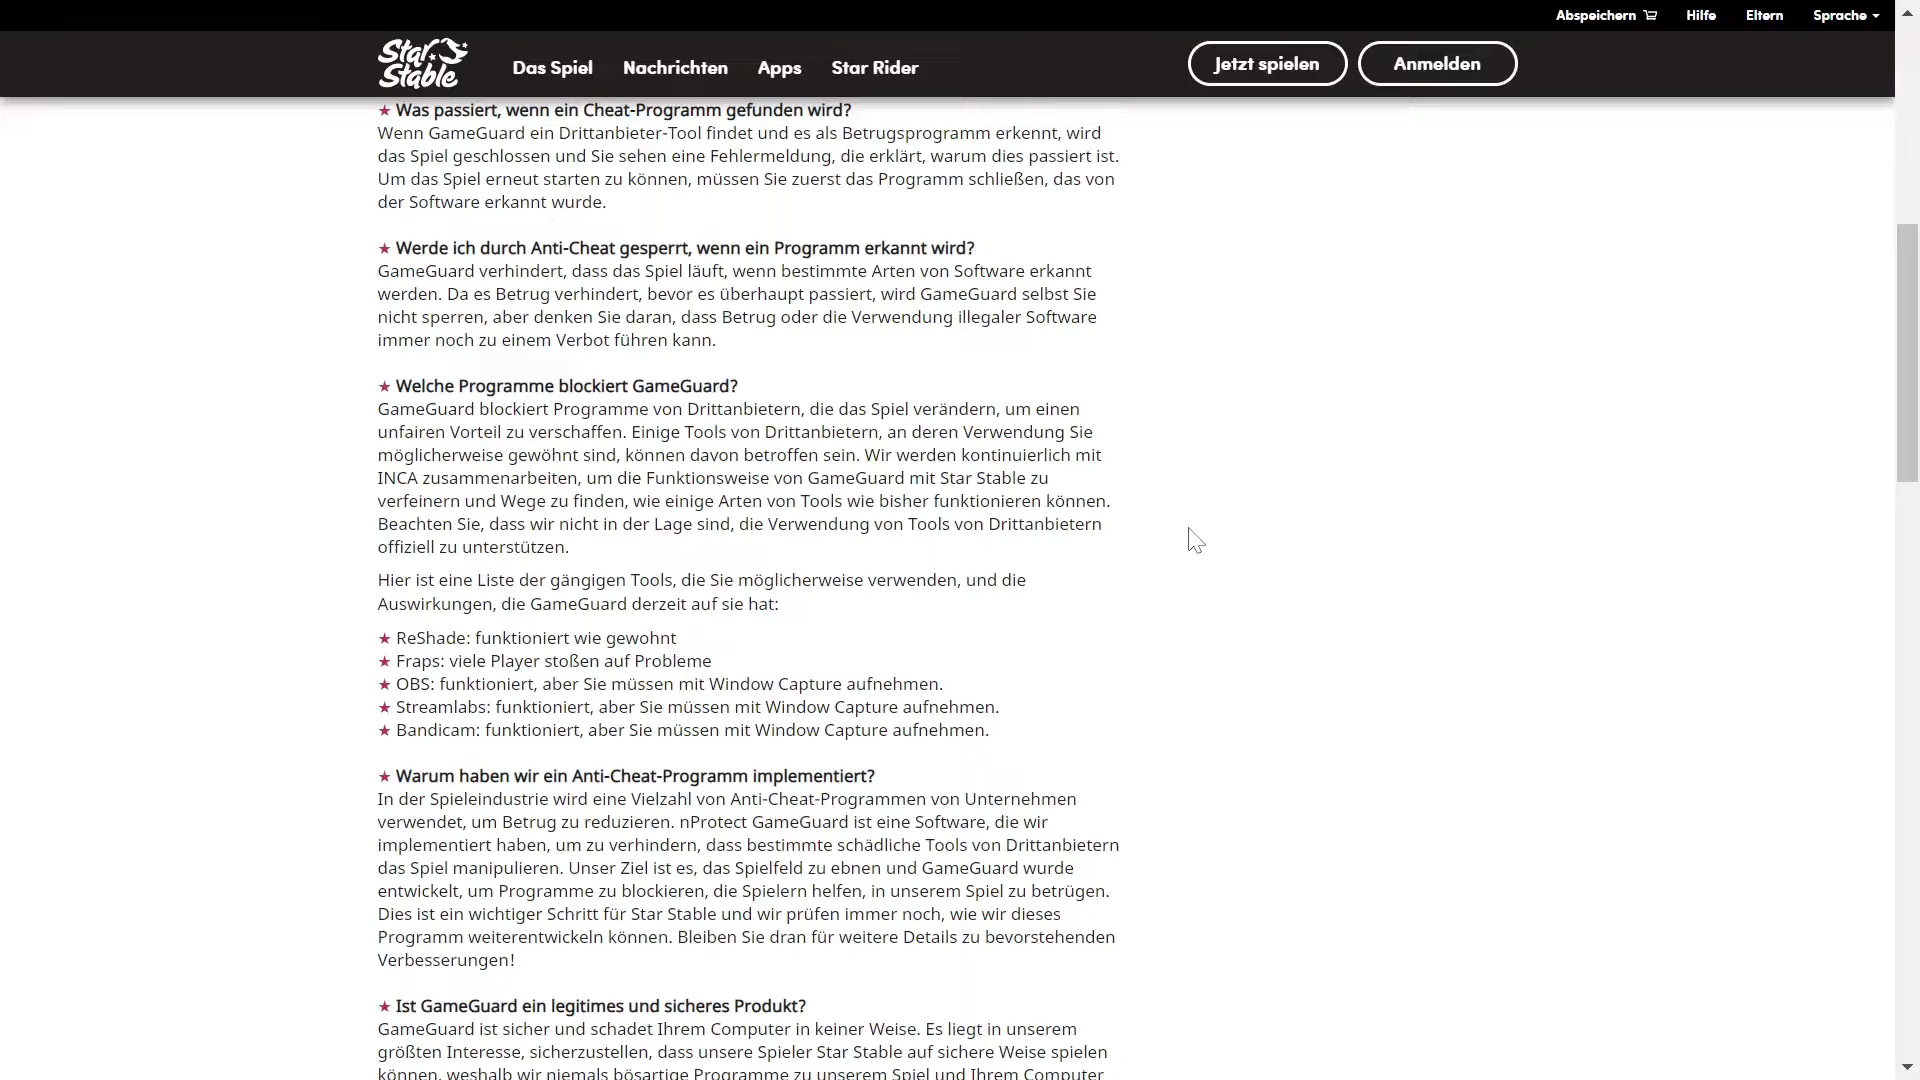 Abspeichern Hilfe Eltern Sprache
Star Stable
Das Spiel Nachrichten Apps Star Rider Jetzt spielen Anmelden
★ Was passiert, wenn ein Cheat-Programm gefunden wird?
Wenn GameGuard ein Drittanbieter-Tool findet und es als Betrugsprogramm erkennt, wird
das Spiel geschlossen und Sie sehen eine Fehlermeldung, die erklärt, warum dies passiert ist.
Um das Spiel erneut starten zu können, müssen Sie zuerst das Programm schließen, das von
der Software erkannt wurde.
★ Werde ich durch Anti-Cheat gesperrt, wenn ein Programm erkannt wird?
GameGuard verhindert, dass das Spiel läuft, wenn bestimmte Arten von Software erkannt
werden. Da es Betrug verhindert, bevor es überhaupt passiert, wird GameGuard selbst Sie
nicht sperren, aber denken Sie daran, dass Betrug oder die Verwendung illegaler Software
immer noch zu einem Verbot führen kann.
★ Welche Programme blockiert GameGuard?
GameGuard blockiert Programme von Drittanbietern, die das Spiel verändern, um einen
unfairen Vorteil zu verschaffen. Einige Tools von Drittanbietern, an deren Verwendung Sie
möglicherweise gewöhnt sind, können davon betroffen sein. Wir werden kontinuierlich mit
INCA zusammenarbeiten, um die Funktionsweise von GameGuard mit Star Stable zu
verfeinern und Wege zu finden, wie einige Arten von Tools wie bisher funktionieren können.
Beachten Sie, dass wir nicht in der Lage sind, die Verwendung von Tools von Drittanbietern
offiziell zu unterstützen.
Hier ist eine Liste der gängigen Tools, die Sie möglicherweise verwenden, und die
Auswirkungen, die GameGuard derzeit auf sie hat:
★ ReShade: funktioniert wie gewohnt
★ Fraps: viele Player stoßen auf Probleme
★ OBS: funktioniert, aber Sie müssen mit Window Capture aufnehmen.
★ Streamlabs: funktioniert, aber Sie müssen mit Window Capture aufnehmen.
★ Bandicam: funktioniert, aber Sie müssen mit Window Capture aufnehmen.
★ Warum haben wir ein Anti-Cheat-Programm implementiert?
In der Spieleindustrie wird eine Vielzahl von Anti-Cheat-Programmen von Unternehmen
verwendet, um Betrug zu reduzieren. nProtect GameGuard ist eine Software, die wir
implementiert haben, um zu verhindern, dass bestimmte schädliche Tools von Drittanbietern
das Spiel manipulieren. Unser Ziel ist es, das Spielfeld zu ebnen und GameGuard wurde
entwickelt, um Programme zu blockieren, die Spielern helfen, in unserem Spiel zu betrügen.
Dies ist ein wichtiger Schritt für Star Stable und wir prüfen immer noch, wie wir dieses
Programm weiterentwickeln können. Bleiben Sie dran für weitere Details zu bevorstehenden
Verbesserungen!
★ Ist GameGuard ein legitimes und sicheres Produkt?
GameGuard ist sicher und schadet Ihrem Computer in keiner Weise. Es liegt in unserem
größten Interesse, sicherzustellen, dass unsere Spieler Star Stable auf sichere Weise spielen
können, weshalb wir niemals bösartige Programme zu unserem Spiel und Ihrem Computer